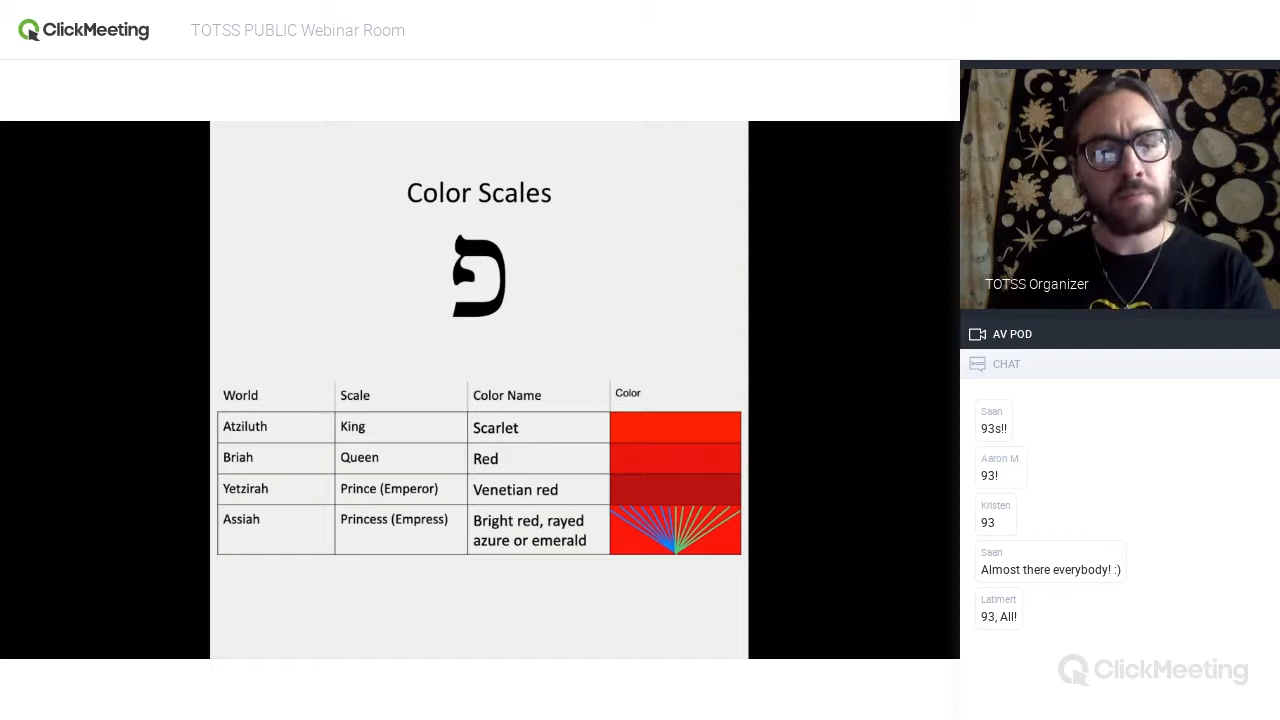 ClickMeeting
TOTSS PUBLIC Webinar Room
Color Scales
פ
World Scale Color Name Color
Atziluth King Scarlet
Briah Queen Red
Yetzirah Prince (Emperor) Venetian red
Assiah Princess (Empress) Bright red, rayed
azure or emerald
TOTSS Organizer
AV POD
CHAT
Saan
93s!!
Aaron M.
93!
Kristen
93
Saan
Almost there everybody! :)
Latimert
93, All!
ClickMeeting